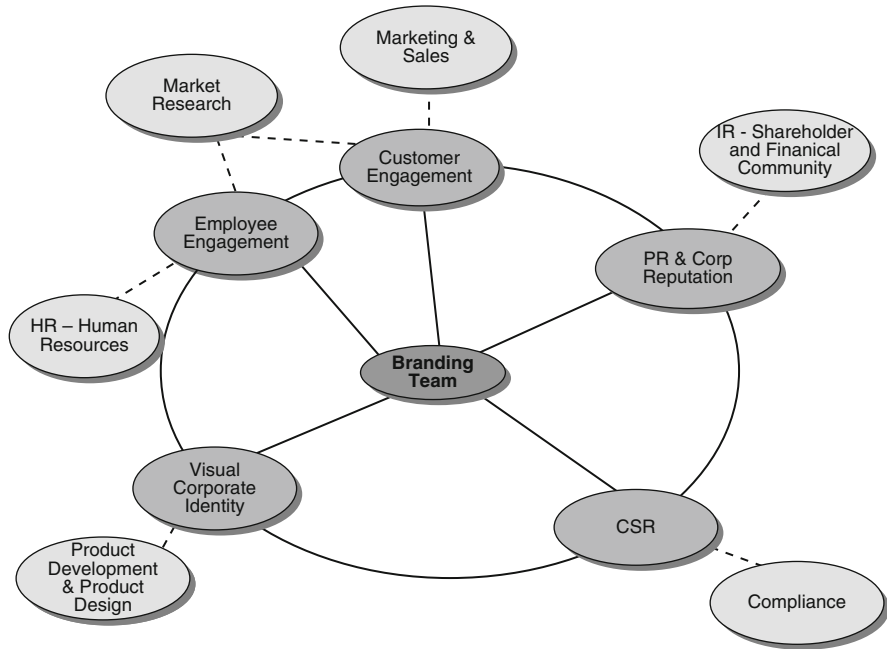 Marketing &
Sales
Market
Research
IR - Shareholder
and Finanical
Community
Customer
Engagement
Employee
Engagement
PR & Corp
Reputation
HR – Human
Resources
Branding
Team
Visual
Corporate
Identity
CSR
Product
Development
& Product
Design
Compliance